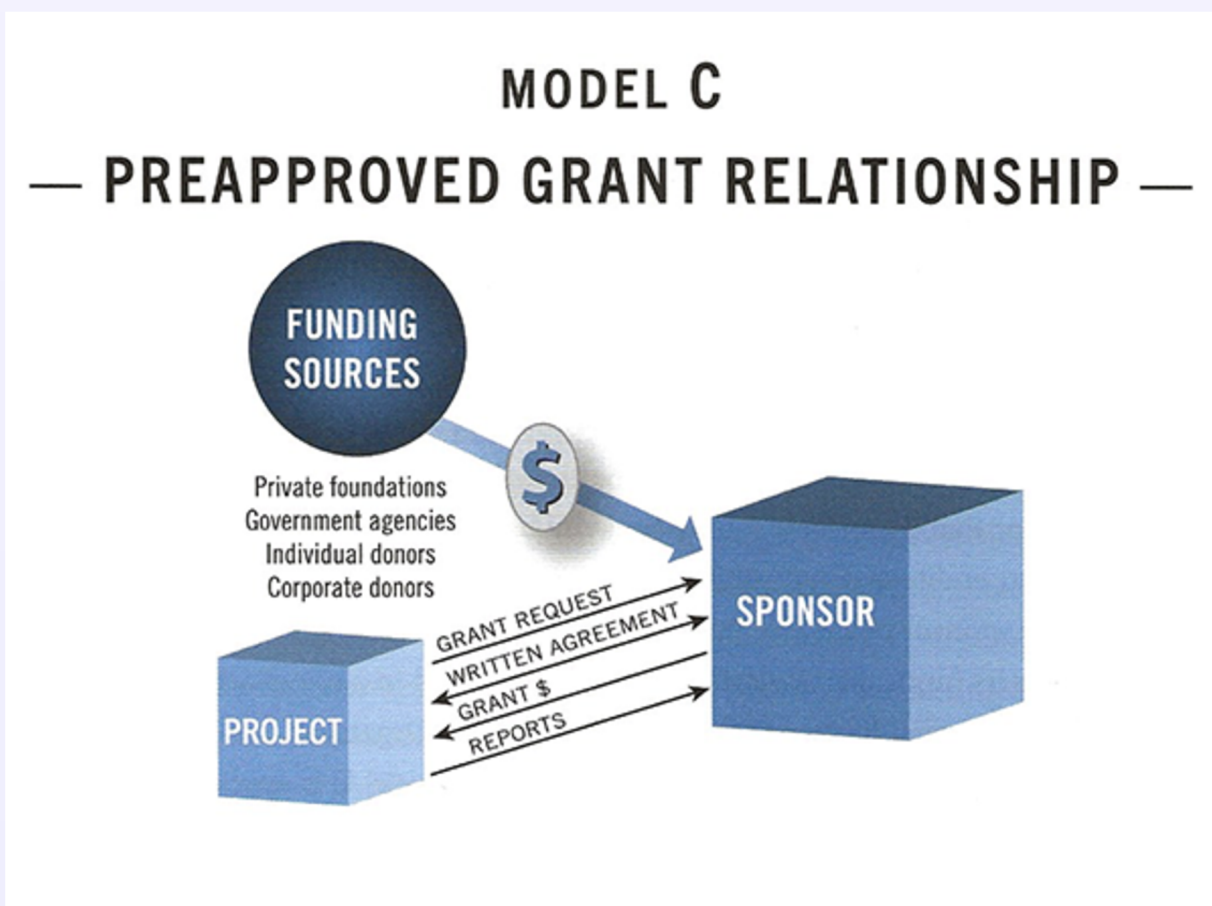 MODEL C
— PREAPPROVED GRANT RELATIONSHIP —
FUNDING
SOURCES
$
Private foundations
Government agencies
Individual donors
Corporate donors
GRANT REQUEST
WRITTEN AGREEMENT
GRANT $
REPORTS
SPONSOR
PROJECT